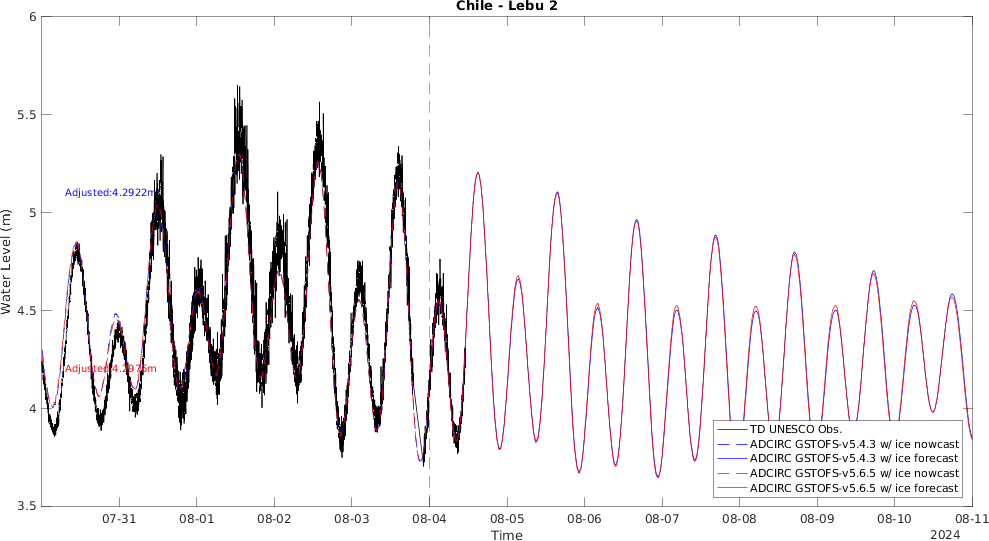 Chile - Lebu 2
6
5.5
5
4.5
4
3.5
Water Level (m)
Adjusted:4.2922m
Adjusted:4.2976m
TD UNESCO Obs.
ADCIRC GSTOFS-v5.4.3 w/ ice nowcast
ADCIRC GSTOFS-v5.4.3 w/ ice forecast
ADCIRC GSTOFS-v5.6.5 w/ ice nowcast
ADCIRC GSTOFS-v5.6.5 w/ ice forecast
07-31 08-01 08-02 08-03 08-04 08-05 08-06 08-07 08-08 08-09 08-10 08-11
Time
2024